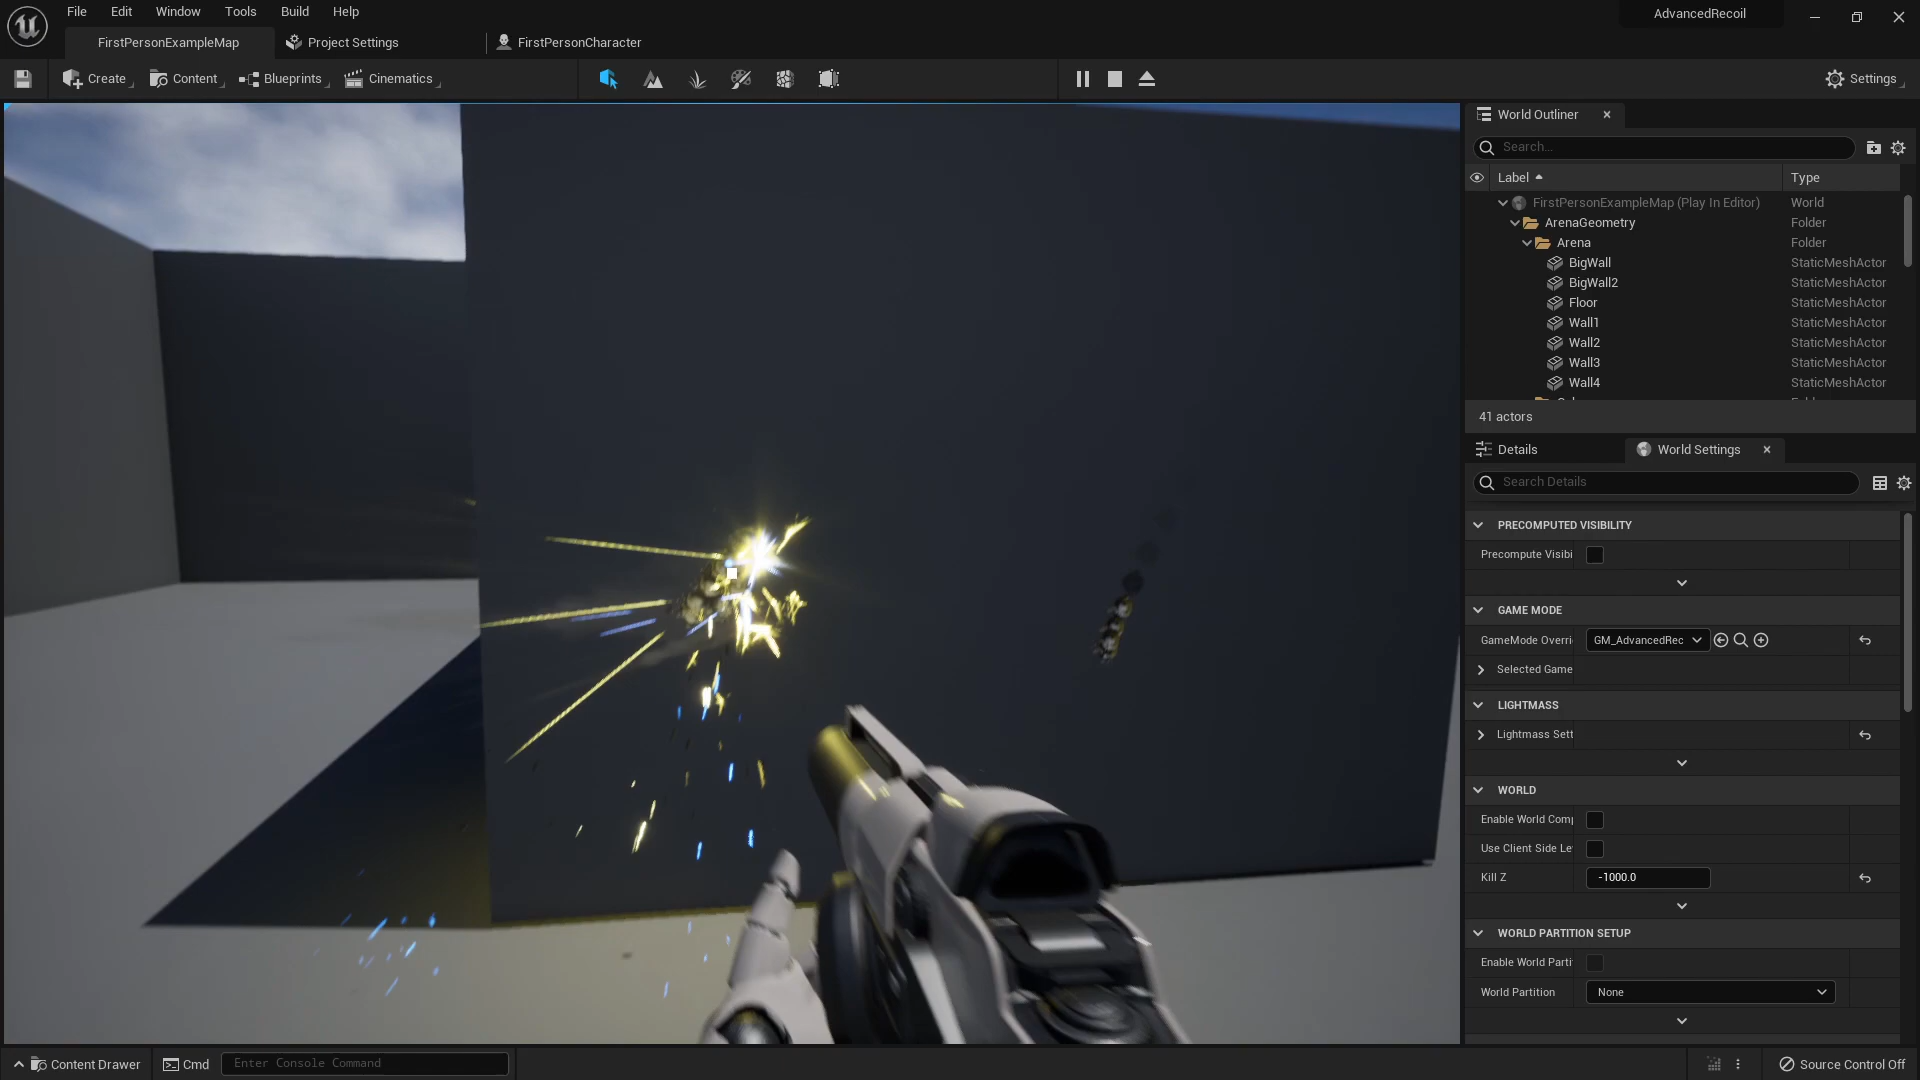 File Edit Window Tools Build Help
AdvancedRecoil
FirstPersonExampleMap
Project Settings
FirstPersonCharacter
Create
Content
Blueprints
Cinematics
Settings
World Outliner
Search...
Label
Type
FirstPersonExampleMap (Play In Editor) World
ArenaGeometry Folder
Arena Folder
BigWall StaticMeshActor
BigWall2 StaticMeshActor
Floor StaticMeshActor
Wall1 StaticMeshActor
Wall2 StaticMeshActor
Wall3 StaticMeshActor
Wall4 StaticMeshActor
41 actors
Details
World Settings
Search Details
PRECOMPUTED VISIBILITY
Precompute Visibi
GAME MODE
GameMode Overri GM_AdvancedRec
Selected Game
LIGHTMASS
Lightmass Sett
WORLD
Enable World Comp
Use Client Side Le
Kill Z -1000.0
WORLD PARTITION SETUP
Enable World Parti
World Partition None
Content Drawer
Cmd
Enter Console Command
Source Control Off